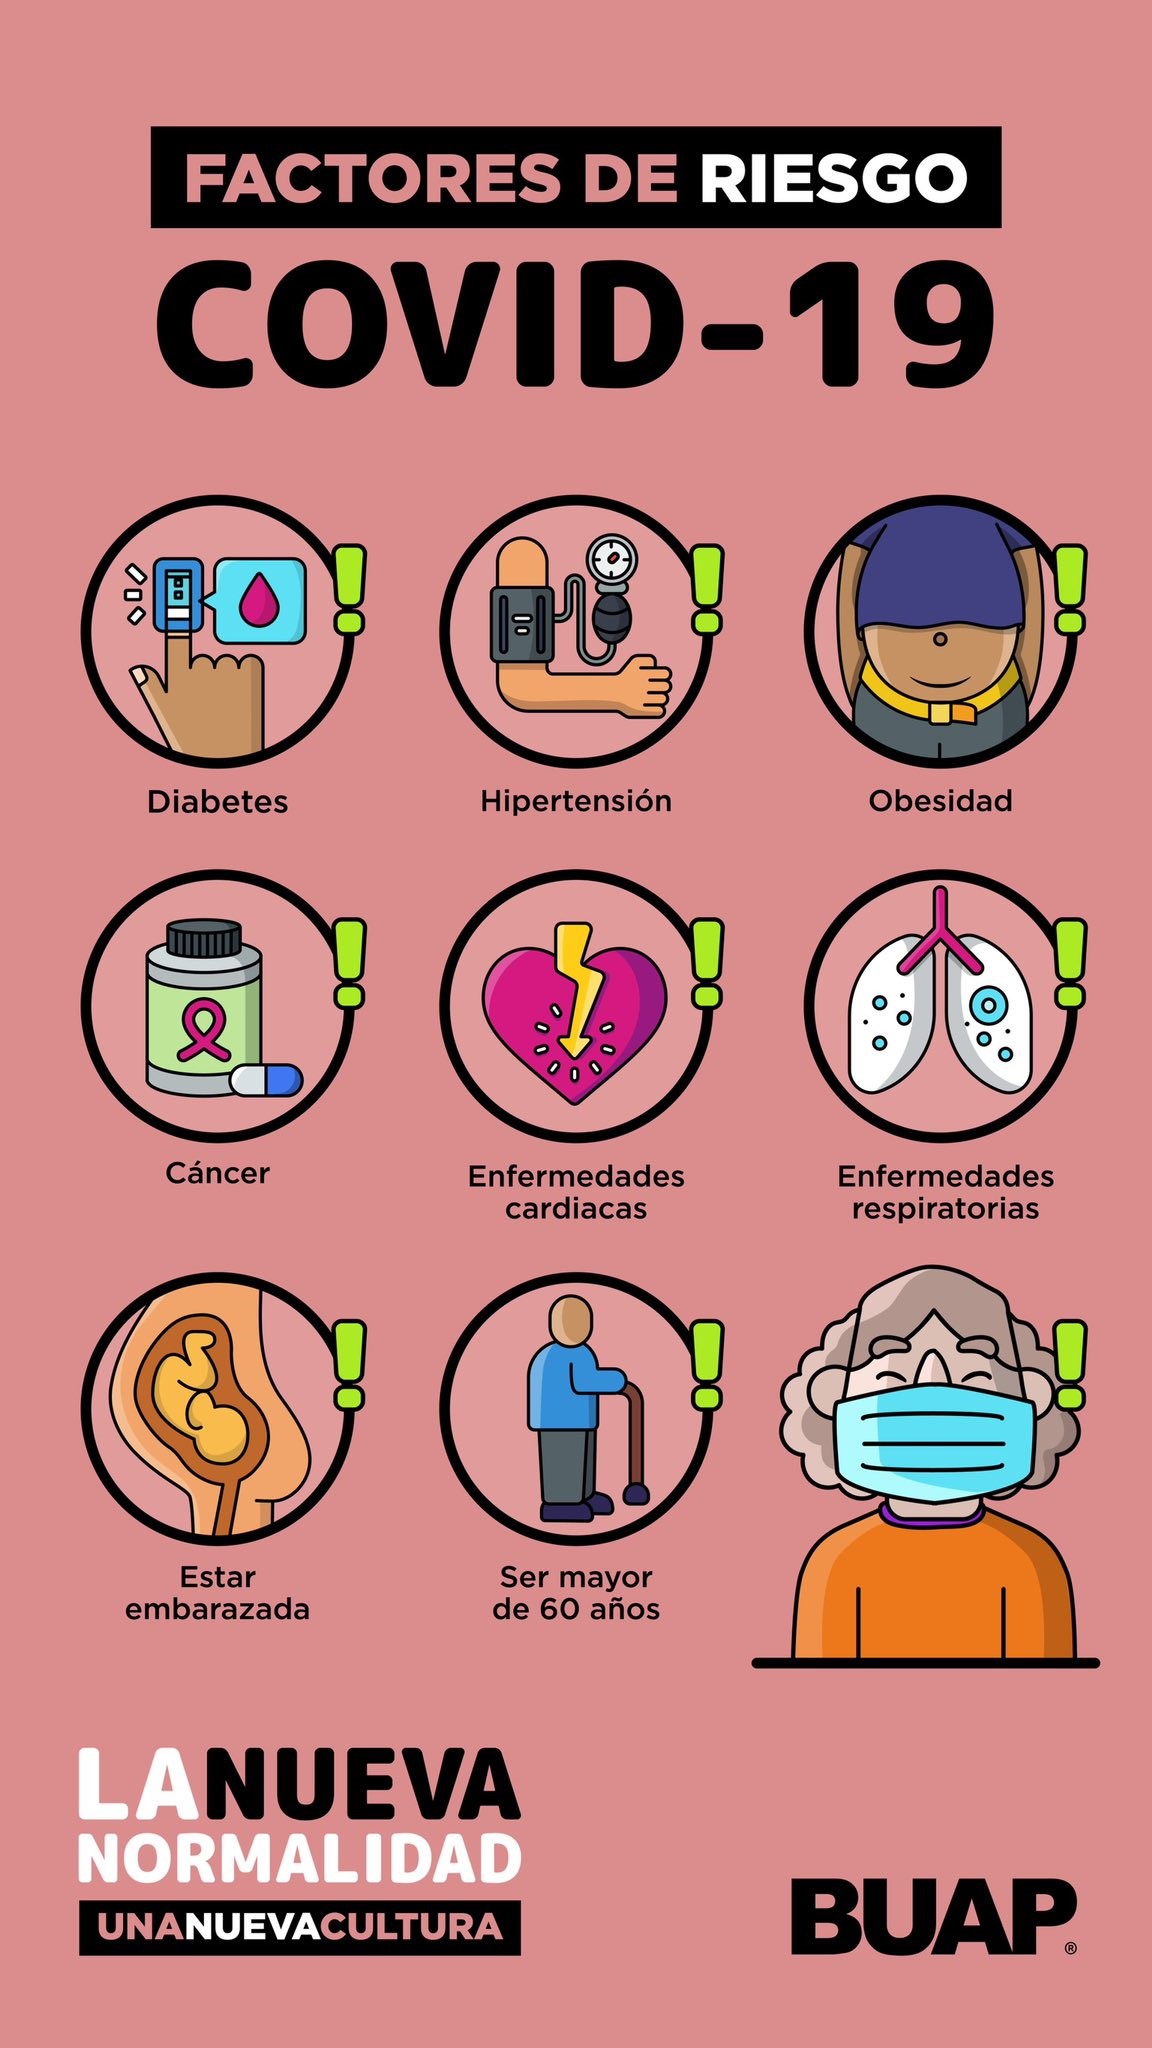 FACTORES DE RIESGO
COVID-19
Diabetes
Hipertensión
Obesidad
Cáncer
Enfermedades
cardiacas
Enfermedades
respiratorias
Estar
embarazada
Ser mayor
de 60 años
LANUEVA
NORMALIDAD
UNANUEVACULTURA
BUAP®